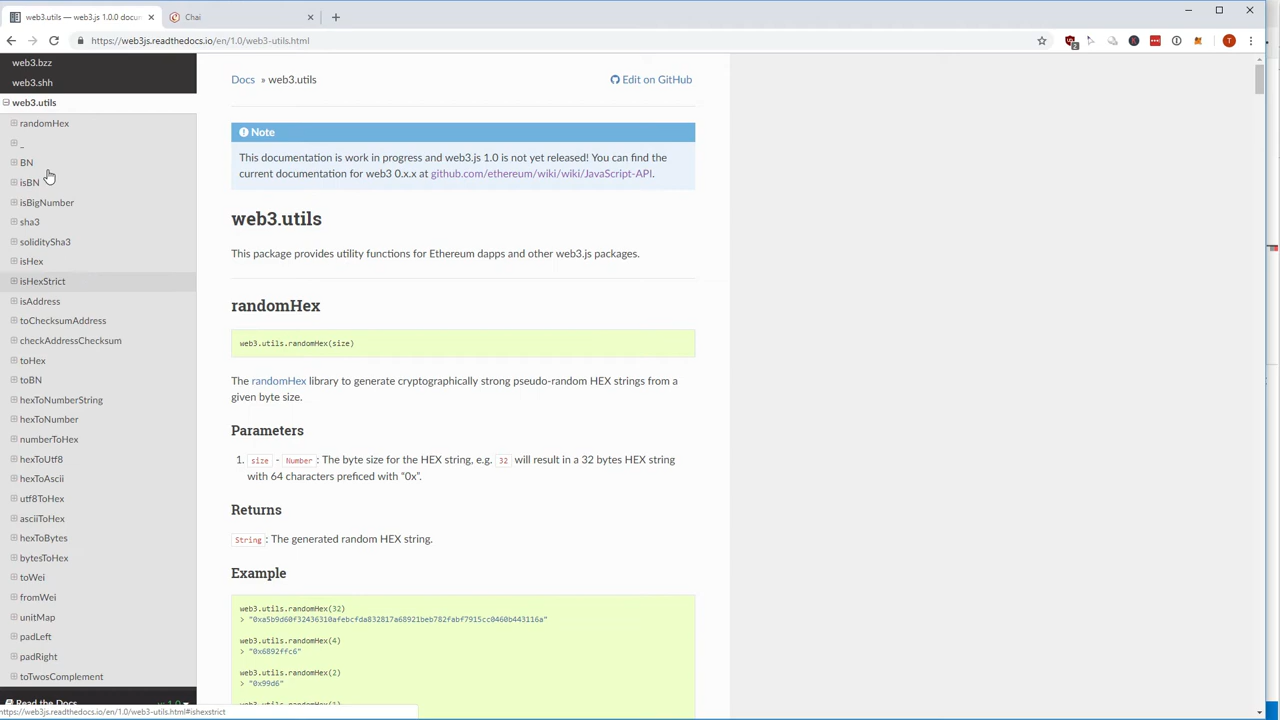 web3.utils — web3.js 1.0.0 docu
Chai
https://web3js.readthedocs.io/en/1.0/web3-utils.html
2
T
web3.bzz
web3.shh
web3.utils
randomHex
_
BN
isBN
isBigNumber
sha3
soliditySha3
isHex
isHexStrict
isAddress
toChecksumAddress
checkAddressChecksum
toHex
toBN
hexToNumberString
hexToNumber
numberToHex
hexToUtf8
hexToAscii
utf8ToHex
asciiToHex
hexToBytes
bytesToHex
toWei
fromWei
unitMap
padLeft
padRight
toTwosComplement
Read the Docs
https://web3js.readthedocs.io/en/1.0/web3-utils.html#ishexstrict
Docs » web3.utils
Edit on GitHub
Note
This documentation is work in progress and web3.js 1.0 is not yet released! You can find the
current documentation for web3 0.x.x at github.com/ethereum/wiki/wiki/JavaScript-API.
web3.utils
This package provides utility functions for Ethereum dapps and other web3.js packages.
randomHex
web3.utils.randomHex(size)
The randomHex library to generate cryptographically strong pseudo-random HEX strings from a
given byte size.
Parameters
1. size - Number : The byte size for the HEX string, e.g. 32 will result in a 32 bytes HEX string
with 64 characters preficed with “0x”.
Returns
String : The generated random HEX string.
Example
web3.utils.randomHex(32)
> "0xa5b9d60f32436310afebcfda832817a68921beb782fabf7915cc0460b443116a"
web3.utils.randomHex(4)
> "0x6892ffc6"
web3.utils.randomHex(2)
> "0x99d6"